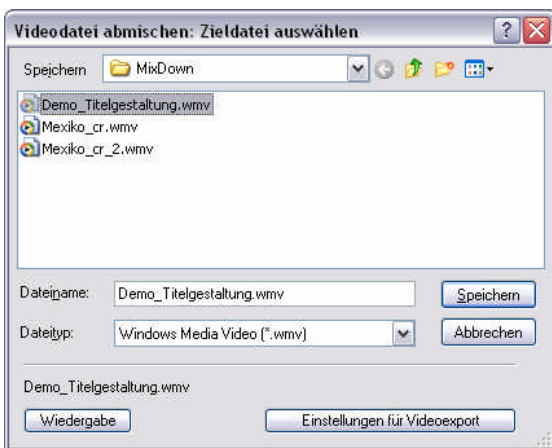 Videodatei abmischen: Zieldatei auswählen
Speichern MixDown
Demo_Titelgestaltung.wmv
Mexiko_cr.wmv
Mexiko_cr_2.wmv
Dateiname: Demo_Titelgestaltung.wmv Speichern
Dateityp: Windows Media Video (*.wmv) Abbrechen
Demo_Titelgestaltung.wmv
Wiedergabe Einstellungen für Videoexport